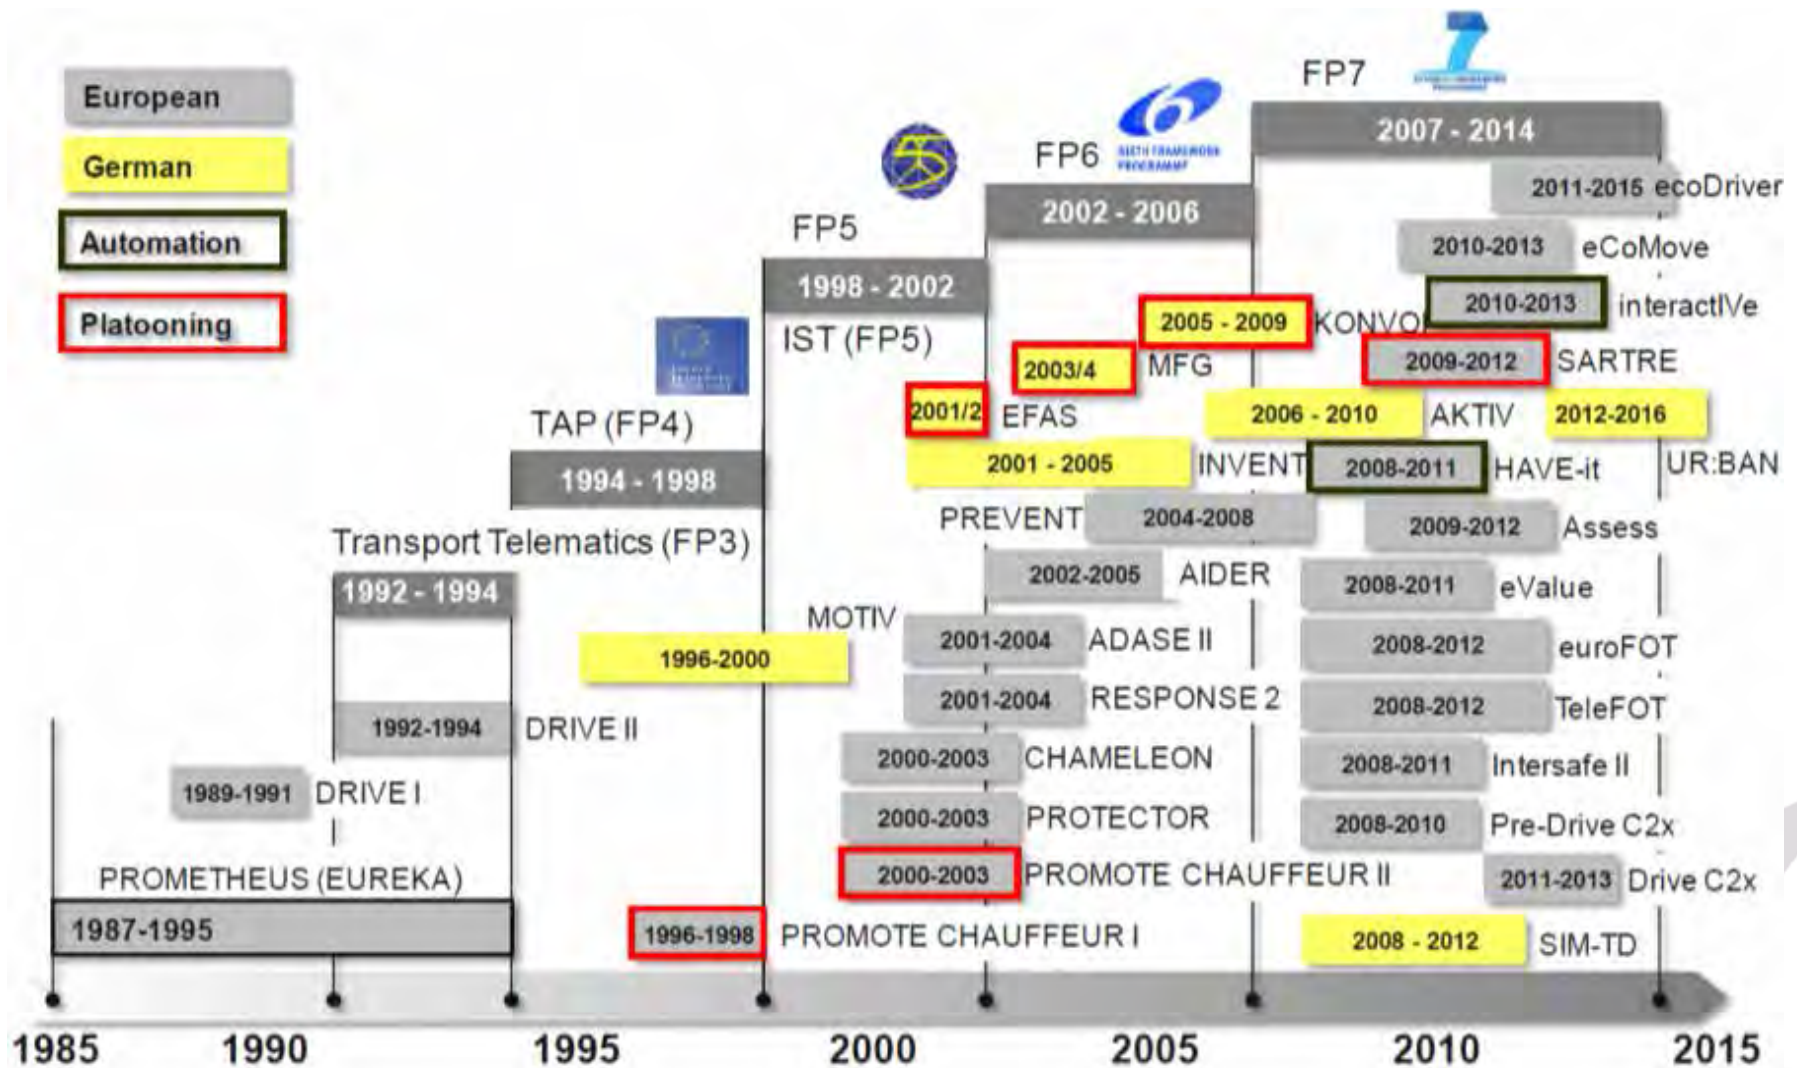 European
German
Automation
Platooning
FP7
2007 - 2014
FP6
SIXTH FRAMEWORK
PROGRAMME
2002 - 2006
FP5
5
1998 - 2002
IST (FP5)
TAP (FP4)
1994 - 1998
Transport Telematics (FP3)
1992 - 1994
2011-2015 ecoDriver
2010-2013 eCoMove
2010-2013 interactIVe
2005 - 2009 KONVOI
2009-2012 SARTRE
2003/4 MFG
2001/2 EFAS
2006 - 2010 AKTIV
2012-2016 UR:BAN
2001 - 2005 INVENT
2008-2011 HAVE-it
PREVENT 2004-2008
2009-2012 Assess
2002-2005 AIDER
2008-2011 eValue
MOTIV
1996-2000
2001-2004 ADASE II
2008-2012 euroFOT
2001-2004 RESPONSE 2
2008-2012 TeleFOT
1992-1994 DRIVE II
2000-2003 CHAMELEON
2008-2011 Intersafe II
1989-1991 DRIVE I
2000-2003 PROTECTOR
2008-2010 Pre-Drive C2x
PROMETHEUS (EUREKA)
1987-1995
2000-2003 PROMOTE CHAUFFEUR II
2011-2013 Drive C2x
1996-1998 PROMOTE CHAUFFEUR I
2008 - 2012 SIM-TD
1985 1990 1995 2000 2005 2010 2015